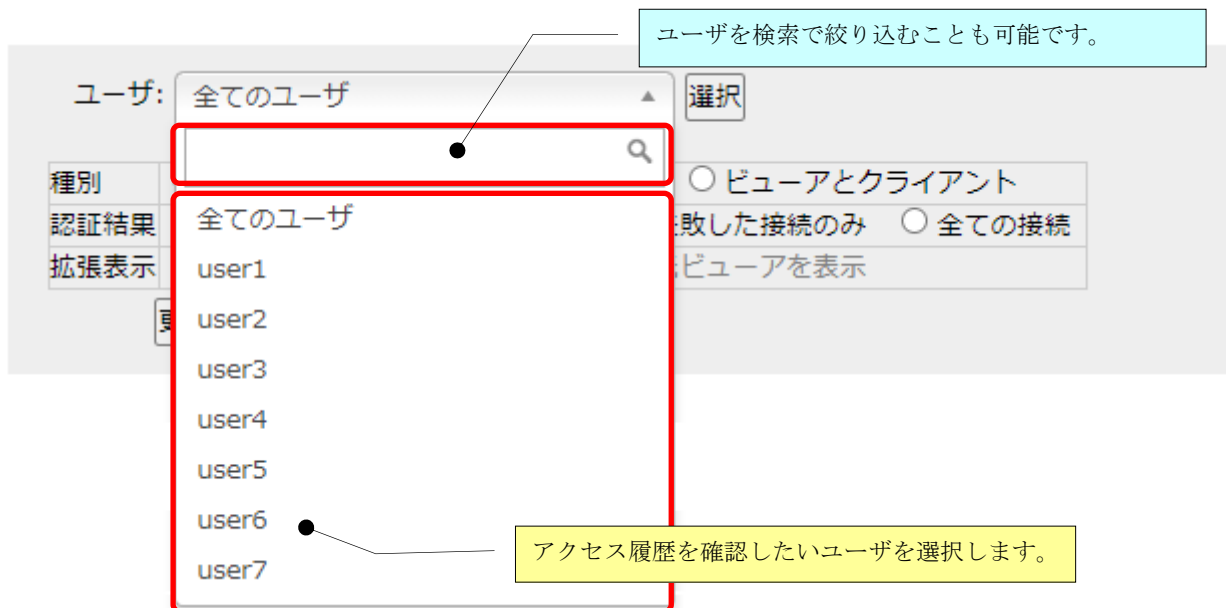 ユーザを検索で絞り込むことも可能です。
ユーザ: 全てのユーザ 選択
種別 ビューアとクライアント
認証結果 敗した接続のみ 全ての接続
拡張表示 ビューアを表示
全てのユーザ
user1
user2
user3
user4
user5
user6
user7
アクセス履歴を確認したいユーザを選択します。